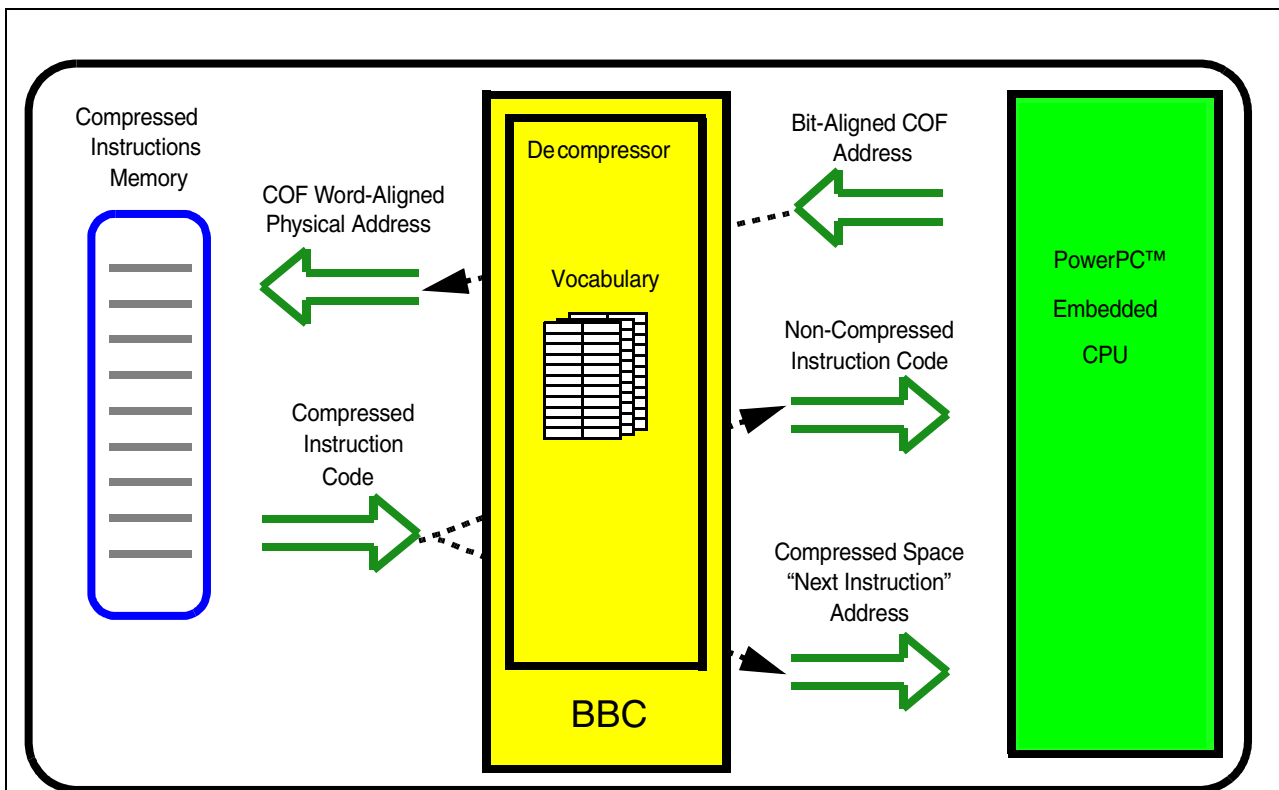 Compressed
Instructions
Memory
COF Word-Aligned
Physical Address
Compressed
Instruction
Code
Decompressor
Vocabulary
BBC
Bit-Aligned COF
Address
Non-Compressed
Instruction Code
Compressed Space
“Next Instruction”
Address
PowerPC™
Embedded
CPU